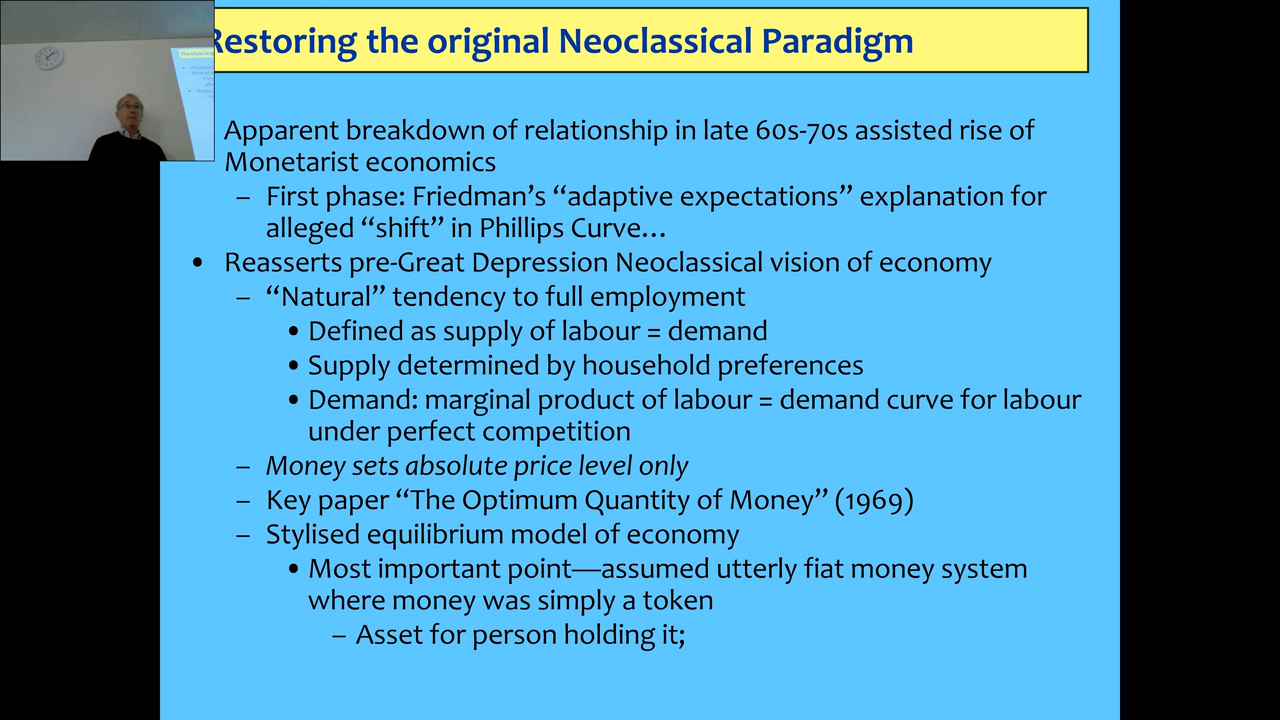 Restoring the original Neoclassical Paradigm
Apparent breakdown of relationship in late 60s-70s assisted rise of
Monetarist economics
– First phase: Friedman’s “adaptive expectations” explanation for
alleged “shift” in Phillips Curve…
• Reasserts pre-Great Depression Neoclassical vision of economy
– “Natural” tendency to full employment
• Defined as supply of labour = demand
• Supply determined by household preferences
• Demand: marginal product of labour = demand curve for labour
under perfect competition
– Money sets absolute price level only
– Key paper “The Optimum Quantity of Money” (1969)
– Stylised equilibrium model of economy
• Most important point—assumed utterly fiat money system
where money was simply a token
– Asset for person holding it;